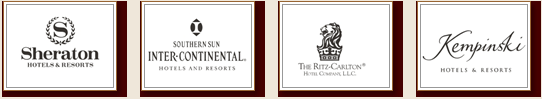 S
Sheraton
HOTELS & RESORTS
SOUTHERN SUN
INTER-CONTINENTAL®
HOTELS AND RESORTS
THE RITZ-CARLTON®
HOTEL COMPANY, L.L.C.
Kempinski
HOTELS & RESORTS